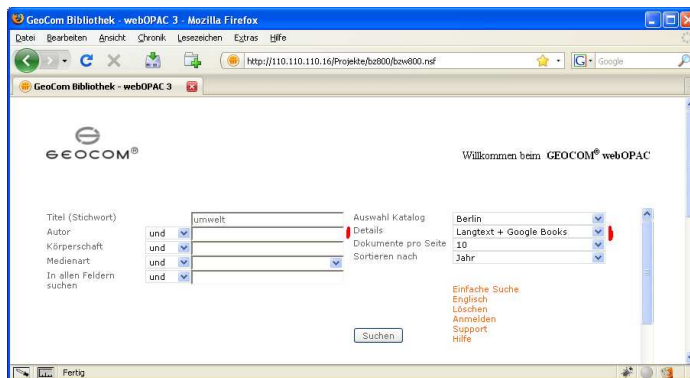 GeoCom Bibliothek - webOPAC 3 - Mozilla Firefox
Datei Bearbeiten Ansicht Chronik Lesezeichen Extras Hilfe
http://110.110.110.16/Projekte/bz800/bzw800.nsf
G Google
GeoCom Bibliothek - webOPAC 3
GEOCOM®
Willkommen beim GEOCOM® webOPAC
Titel (Stichwort) umwelt
Autor und
Körperschaft und
Medienart und
In allen Feldern suchen und
Auswahl Katalog Berlin
Details Langtext + Google Books
Dokumente pro Seite 10
Sortieren nach Jahr
Einfache Suche
Englisch
Löschen
Anmelden
Support
Hilfe
Suchen
Fertig